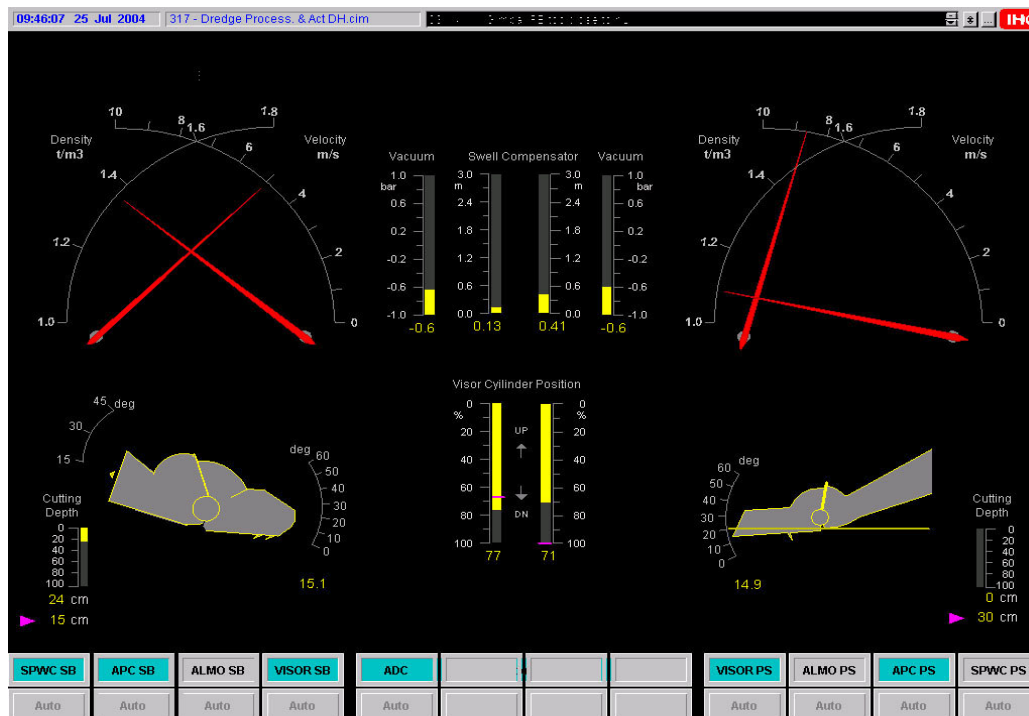 09:46:07 25 Jul 2004 317 - Dredge Process. & Act DH.cim
Density
t/m3
Velocity
m/s
10 8 1.6 1.8
6
1.4
4
1.2
2
1.0
0
Vacuum Swell Compensator Vacuum
bar m m bar
1.0 3.0 3.0 1.0
0.6 2.4 2.4 0.6
0.2 1.8 1.8 0.2
-0.2 1.2 1.2 -0.2
-0.6 0.6 0.6 -0.6
-1.0 0.0 0.0 -1.0
-0.6 0.13 0.41 -0.6
Density
t/m3
Velocity
m/s
10 8 1.6 1.8
6
1.4
4
1.2
2
1.0
0
45 deg
30
15
deg 60
50
40
30
20
10
0
15.1
Cutting
Depth
0
20
40
60
80
100
24 cm
15 cm
Visor Cyilinder Position
% %
0 0
20 UP 20
40 40
60 60
80 DN 80
100 100
77 71
60 deg
50
40
30
20
10
0
14.9
Cutting
Depth
0
20
40
60
80
100
0 cm
30 cm
SPWC SB APC SB ALMO SB VISOR SB ADC VISOR PS ALMO PS APC PS SPWC PS
Auto Auto Auto Auto Auto Auto Auto Auto Auto